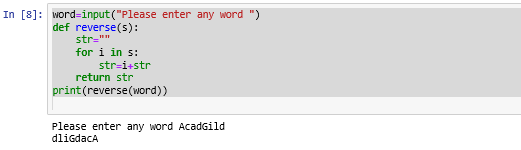 In [8]: word=input("Please enter any word ")
def reverse(s):
    str=""
    for i in s:
        str=i+str
    return str
print(reverse(word))
Please enter any word AcadGild
dliGdacA